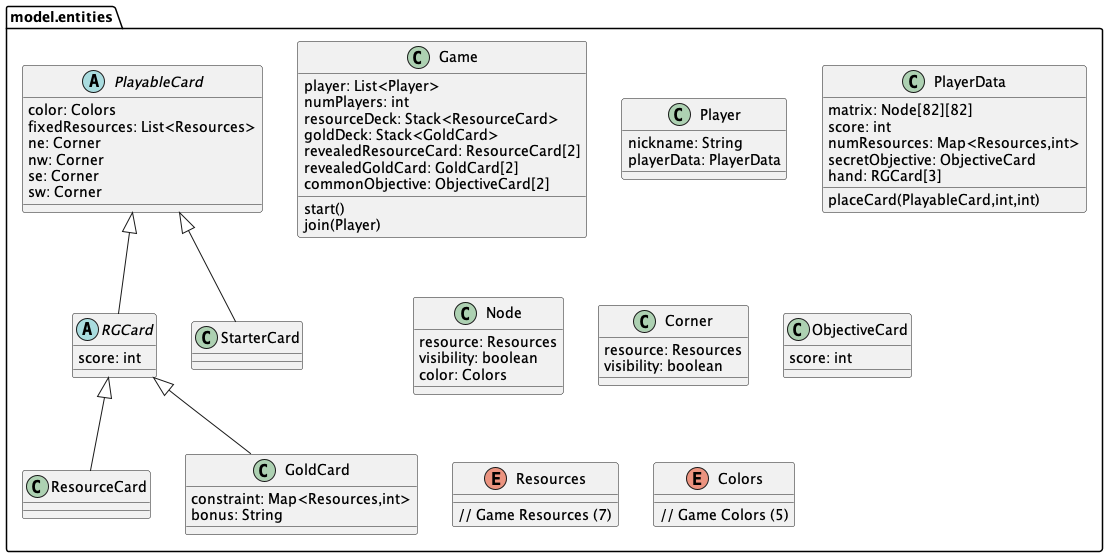 model.entities
A PlayableCard
color: Colors
fixedResources: List<Resources>
ne: Corner
nw: Corner
se: Corner
sw: Corner
C Game
player: List<Player>
numPlayers: int
resourceDeck: Stack<ResourceCard>
goldDeck: Stack<GoldCard>
revealedResourceCard: ResourceCard[2]
revealedGoldCard: GoldCard[2]
commonObjective: ObjectiveCard[2]
start()
join(Player)
C Player
nickname: String
playerData: PlayerData
C PlayerData
matrix: Node[82][82]
score: int
numResources: Map<Resources,int>
secretObjective: ObjectiveCard
hand: RGCard[3]
placeCard(PlayableCard,int,int)
A RGCard
score: int
C StarterCard
C Node
resource: Resources
visibility: boolean
color: Colors
C Corner
resource: Resources
visibility: boolean
C ObjectiveCard
score: int
C ResourceCard
C GoldCard
constraint: Map<Resources,int>
bonus: String
E Resources
// Game Resources (7)
E Colors
// Game Colors (5)